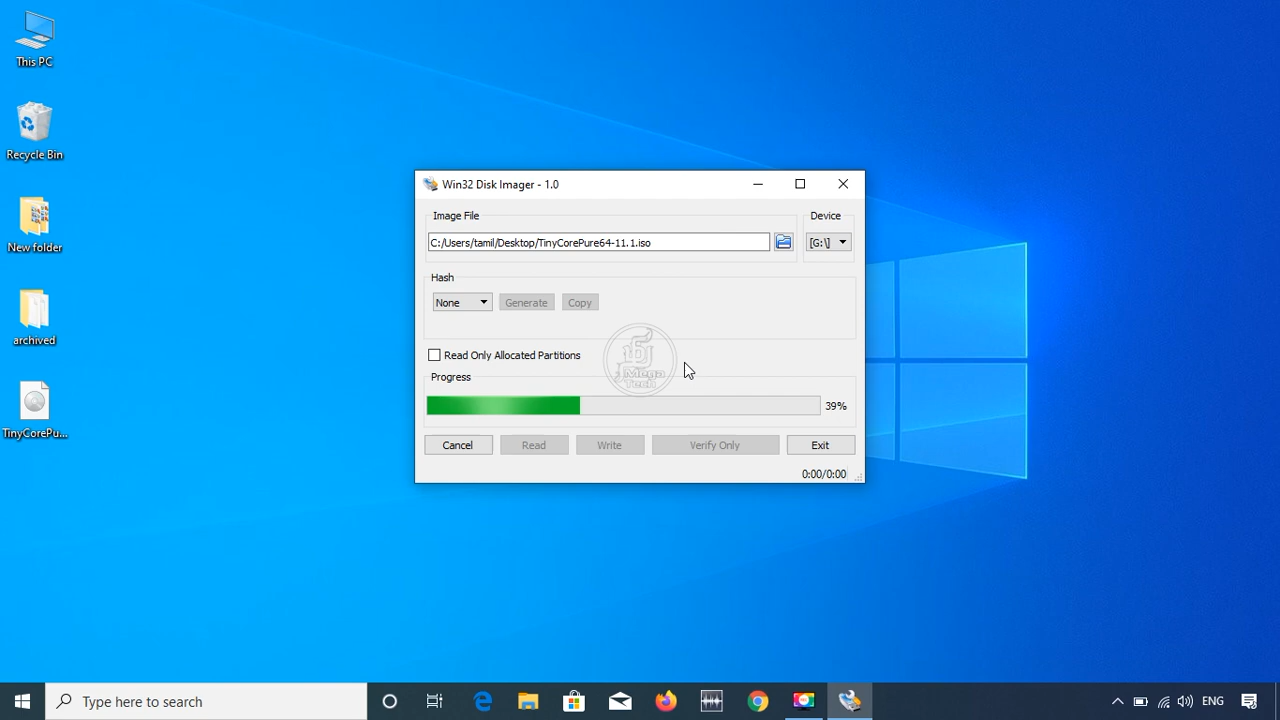 This PC
Recycle Bin
New folder
archived
TinyCorePu...
Win32 Disk Imager - 1.0
Image File
Device
C:/Users/tamil/Desktop/TinyCorePure64-11.1.iso
[G:\]
Hash
None
Generate
Copy
Read Only Allocated Partitions
Mega
Tech
Progress
39%
Cancel
Read
Write
Verify Only
Exit
0:00/0:00
Type here to search
ENG